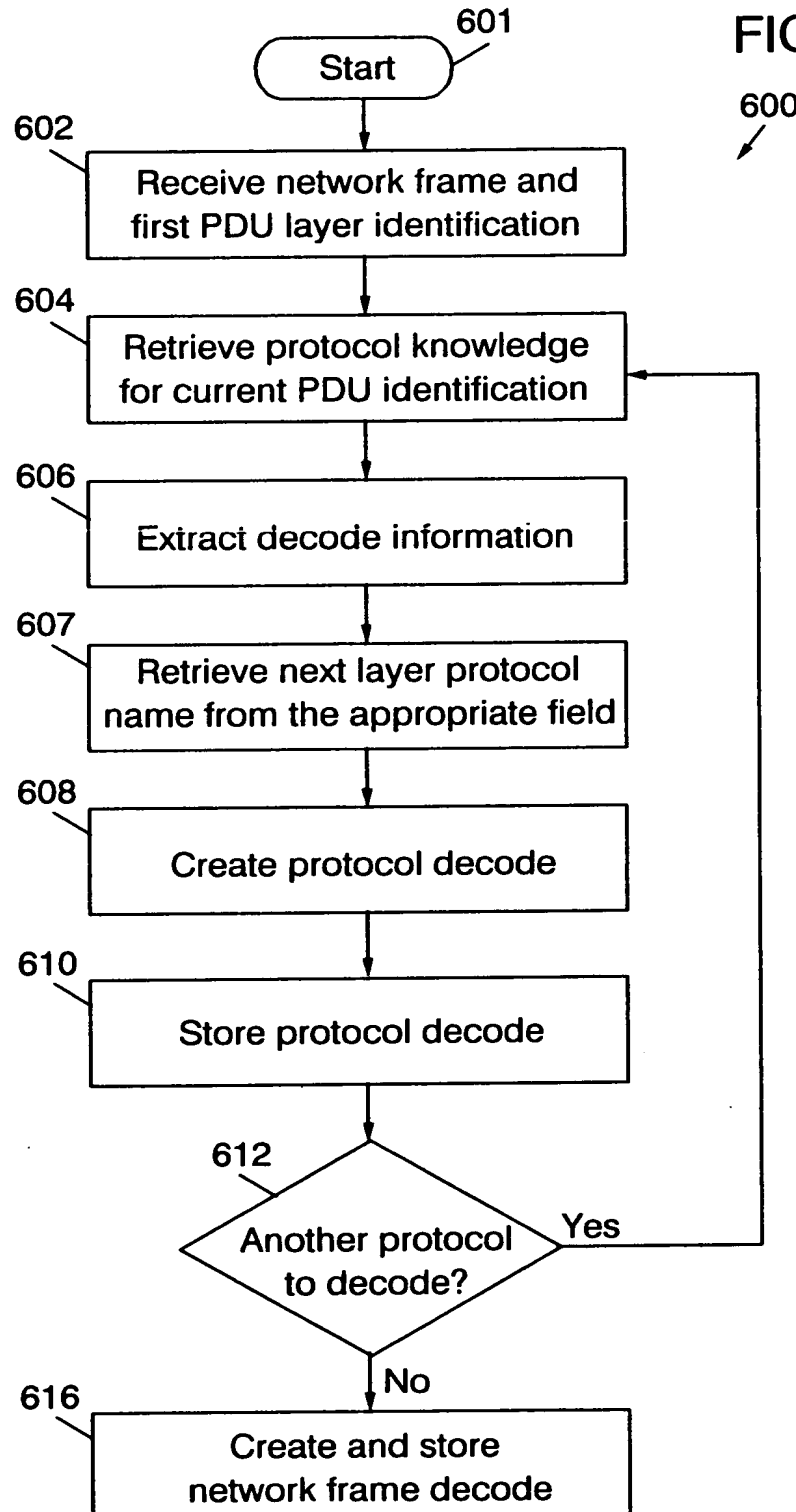 601
FIG
Start
600
602
Receive network frame and
first PDU layer identification
604
Retrieve protocol knowledge
for current PDU identification
606
Extract decode information
607
Retrieve next layer protocol
name from the appropriate field
608
Create protocol decode
610
Store protocol decode
612
Another protocol
to decode?
Yes
No
616
Create and store
network frame decode